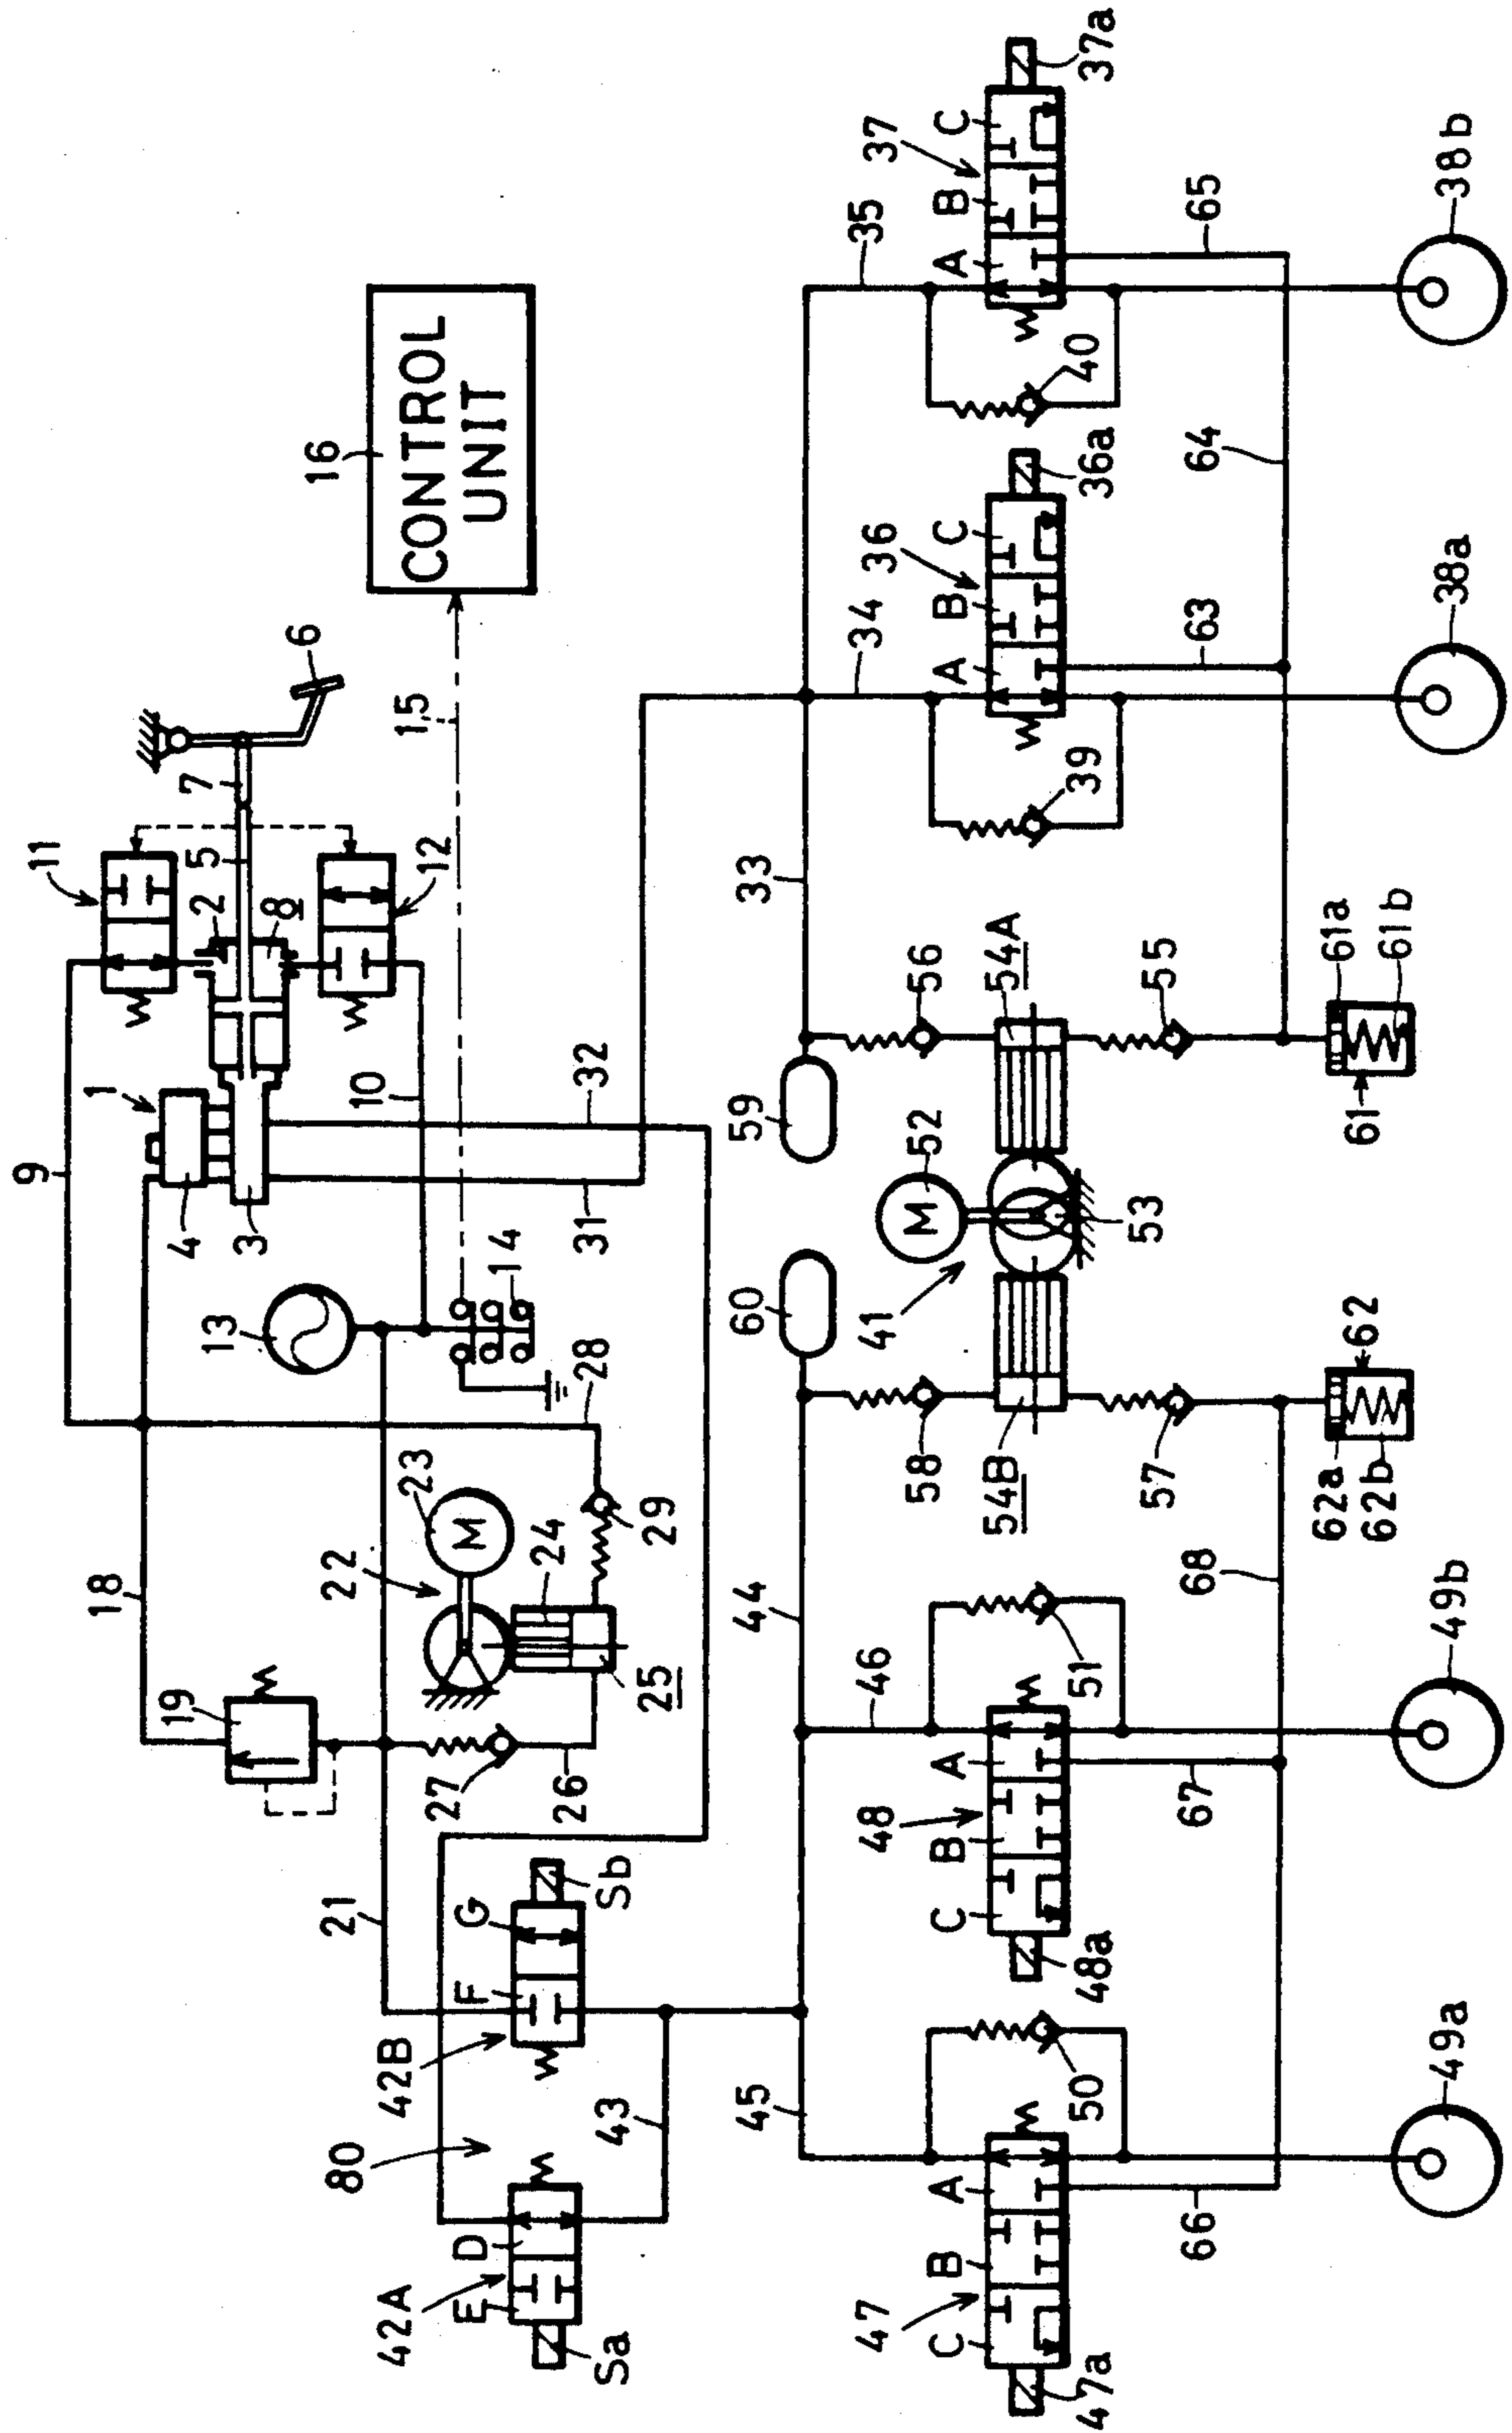 9
1
4
3
2
8
5
7
6
11
12
10
13
14
15
16
CONTROL
UNIT
18
19
21
22
23
M
24
25
26
27
28
29
31
32
80
42A
E
D
Sa
42B
F
G
Sb
43
44
45
46
60
59
33
34
35
47
C
B
A
47a
50
48
C
B
A
48a
51
58
54B
57
41
M
52
53
56
54A
55
39
36
A
B
C
36a
40
37
A
B
C
37a
66
67
68
62
62a
62b
61
61a
61b
63
64
65
49a
49b
38a
38b